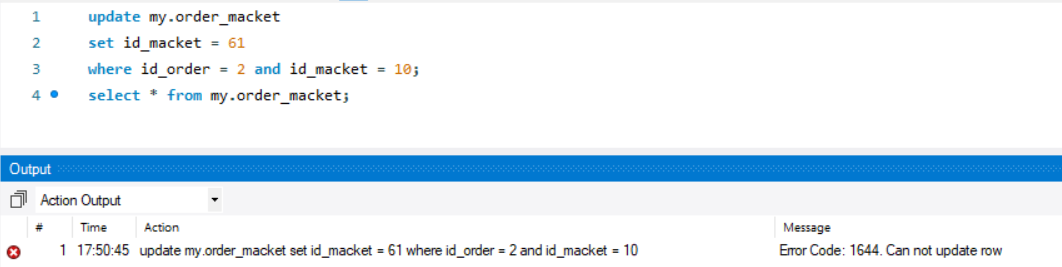 1 update my.order_macket
2 set id_macket = 61
3 where id_order = 2 and id_macket = 10;
4 select * from my.order_macket;
Output
Action Output
# Time Action Message
1 17:50:45 update my.order_macket set id_macket = 61 where id_order = 2 and id_macket = 10 Error Code: 1644. Can not update row